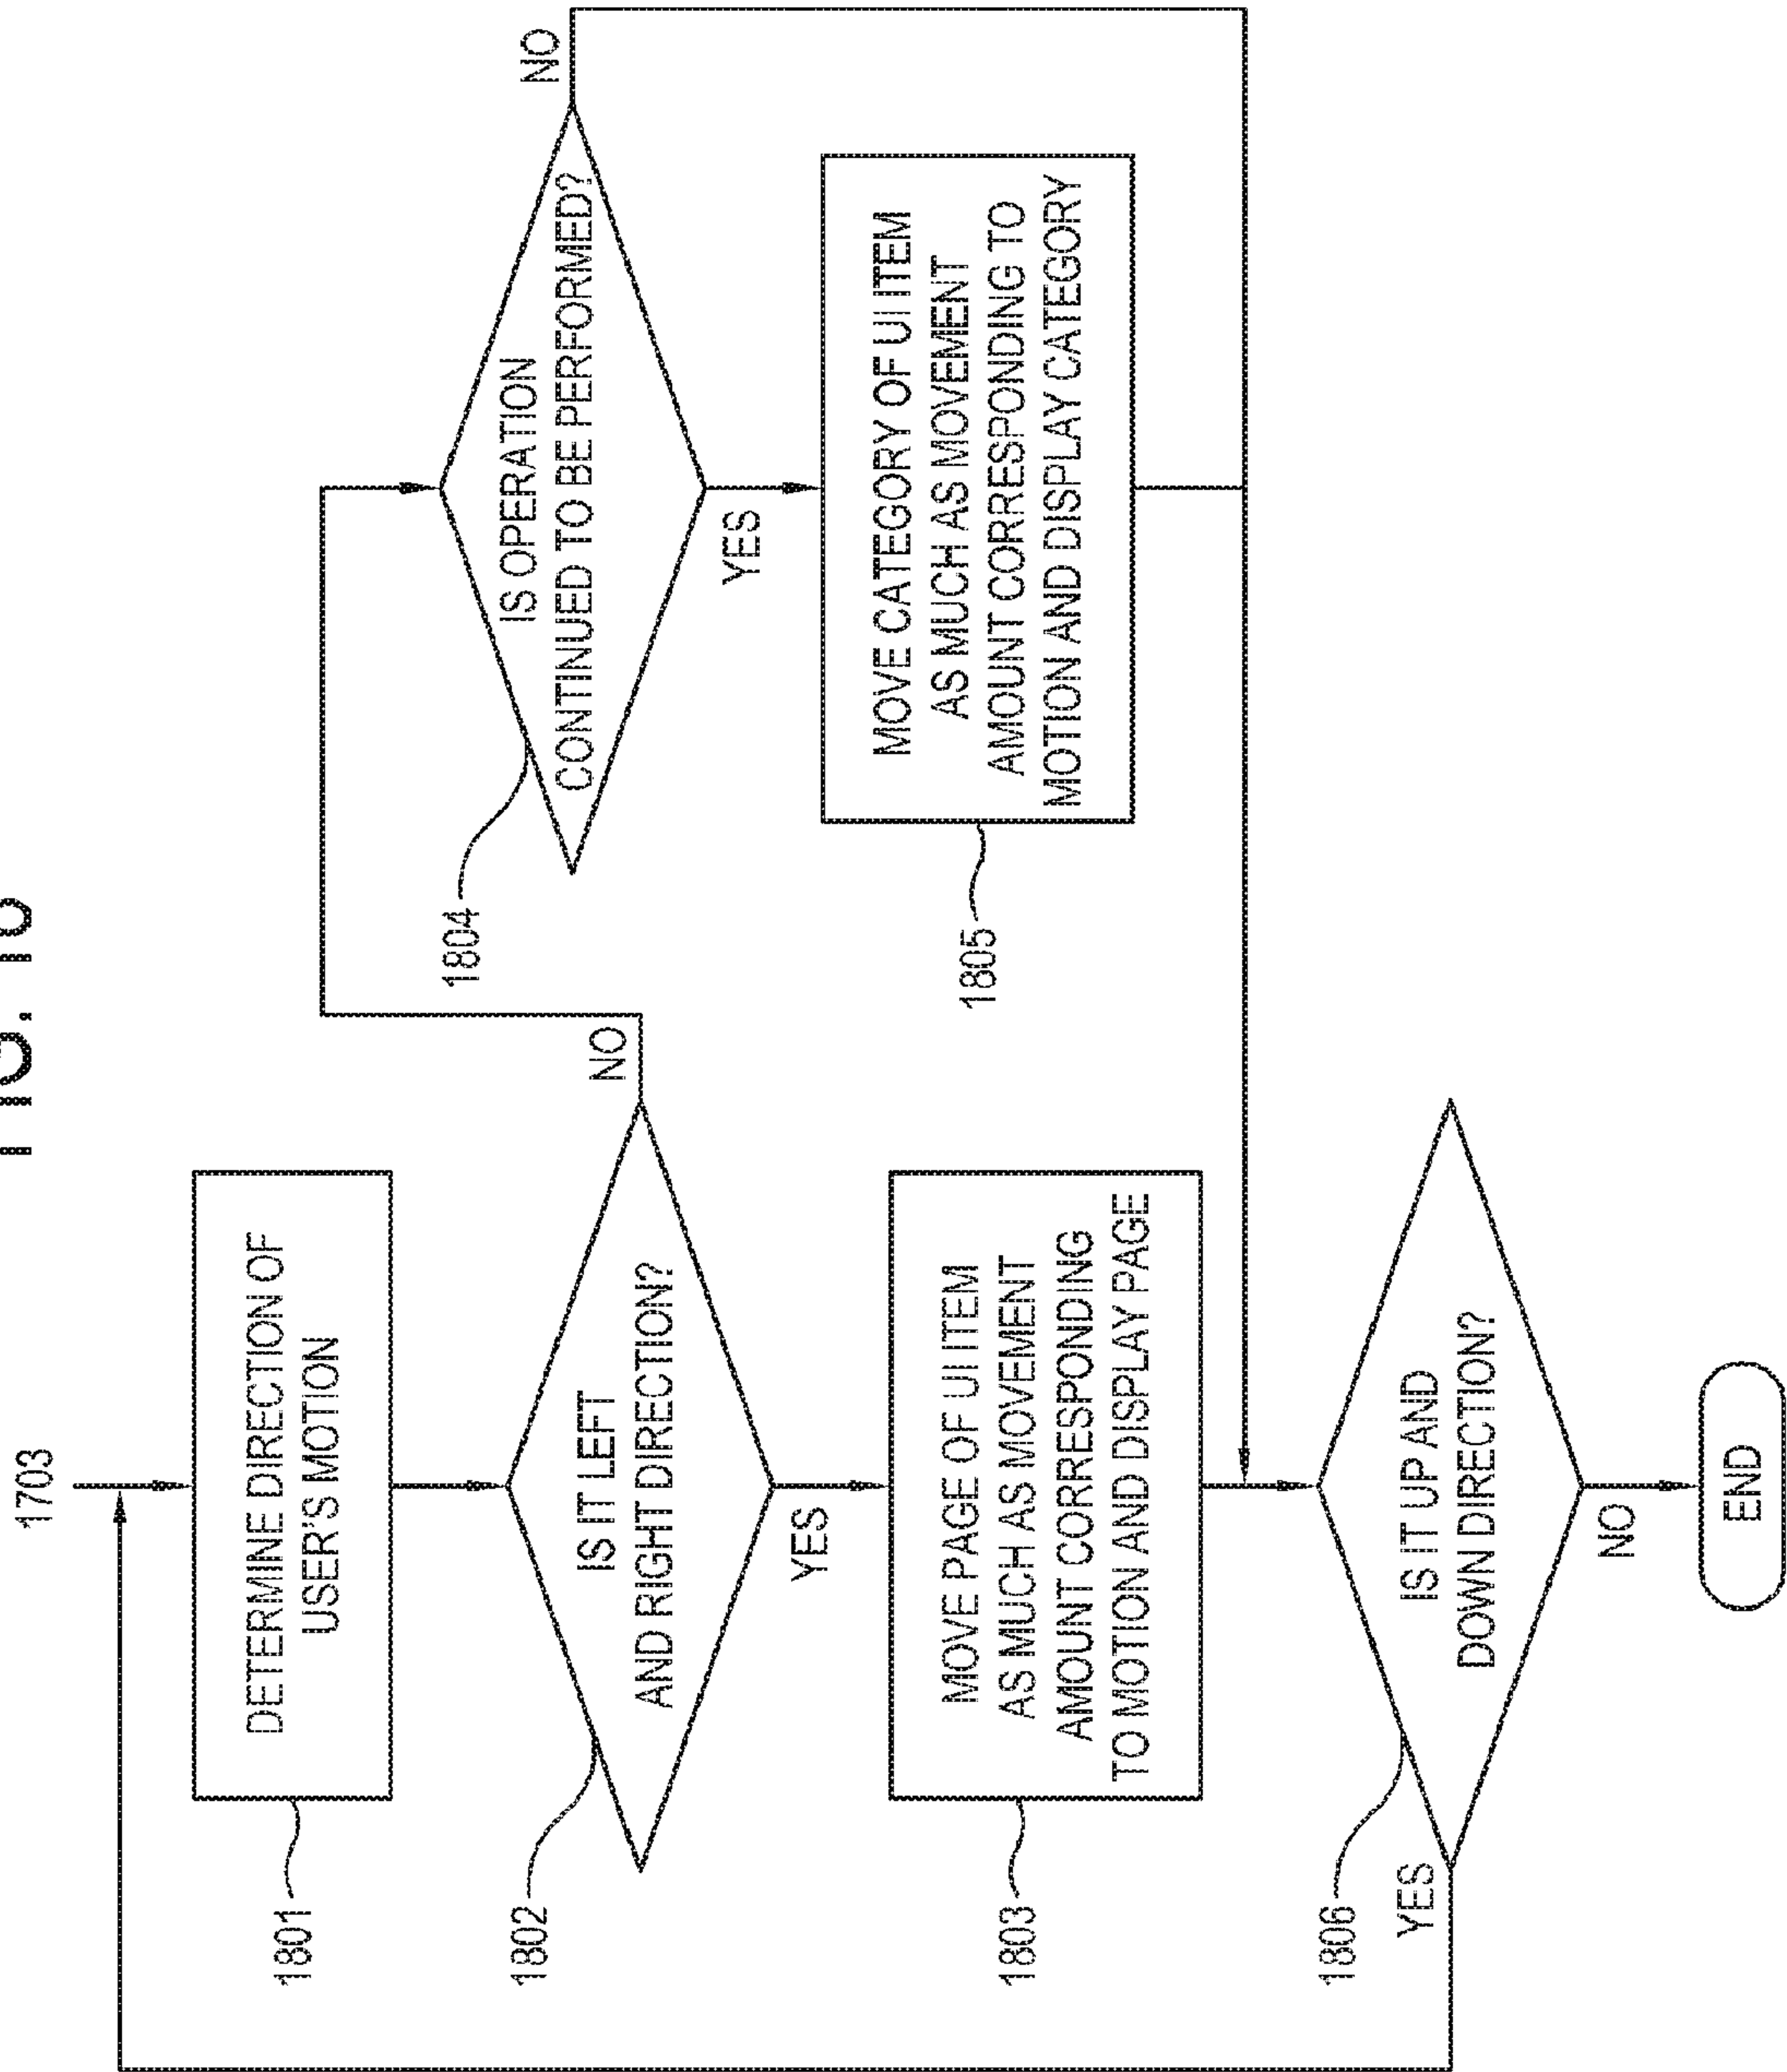 FIG. 18
1703
DETERMINE DIRECTION OF
USER'S MOTION
1801
IS IT LEFT
AND RIGHT DIRECTION?
1802
NO
YES
MOVE PAGE OF UI ITEM
AS MUCH AS MOVEMENT
AMOUNT CORRESPONDING
TO MOTION AND DISPLAY PAGE
1803
IS OPERATION
CONTINUED TO BE PERFORMED?
1804
NO
YES
MOVE CATEGORY OF UI ITEM
AS MUCH AS MOVEMENT
AMOUNT CORRESPONDING TO
MOTION AND DISPLAY CATEGORY
1805
IS IT UP AND
DOWN DIRECTION?
1806
YES
NO
END